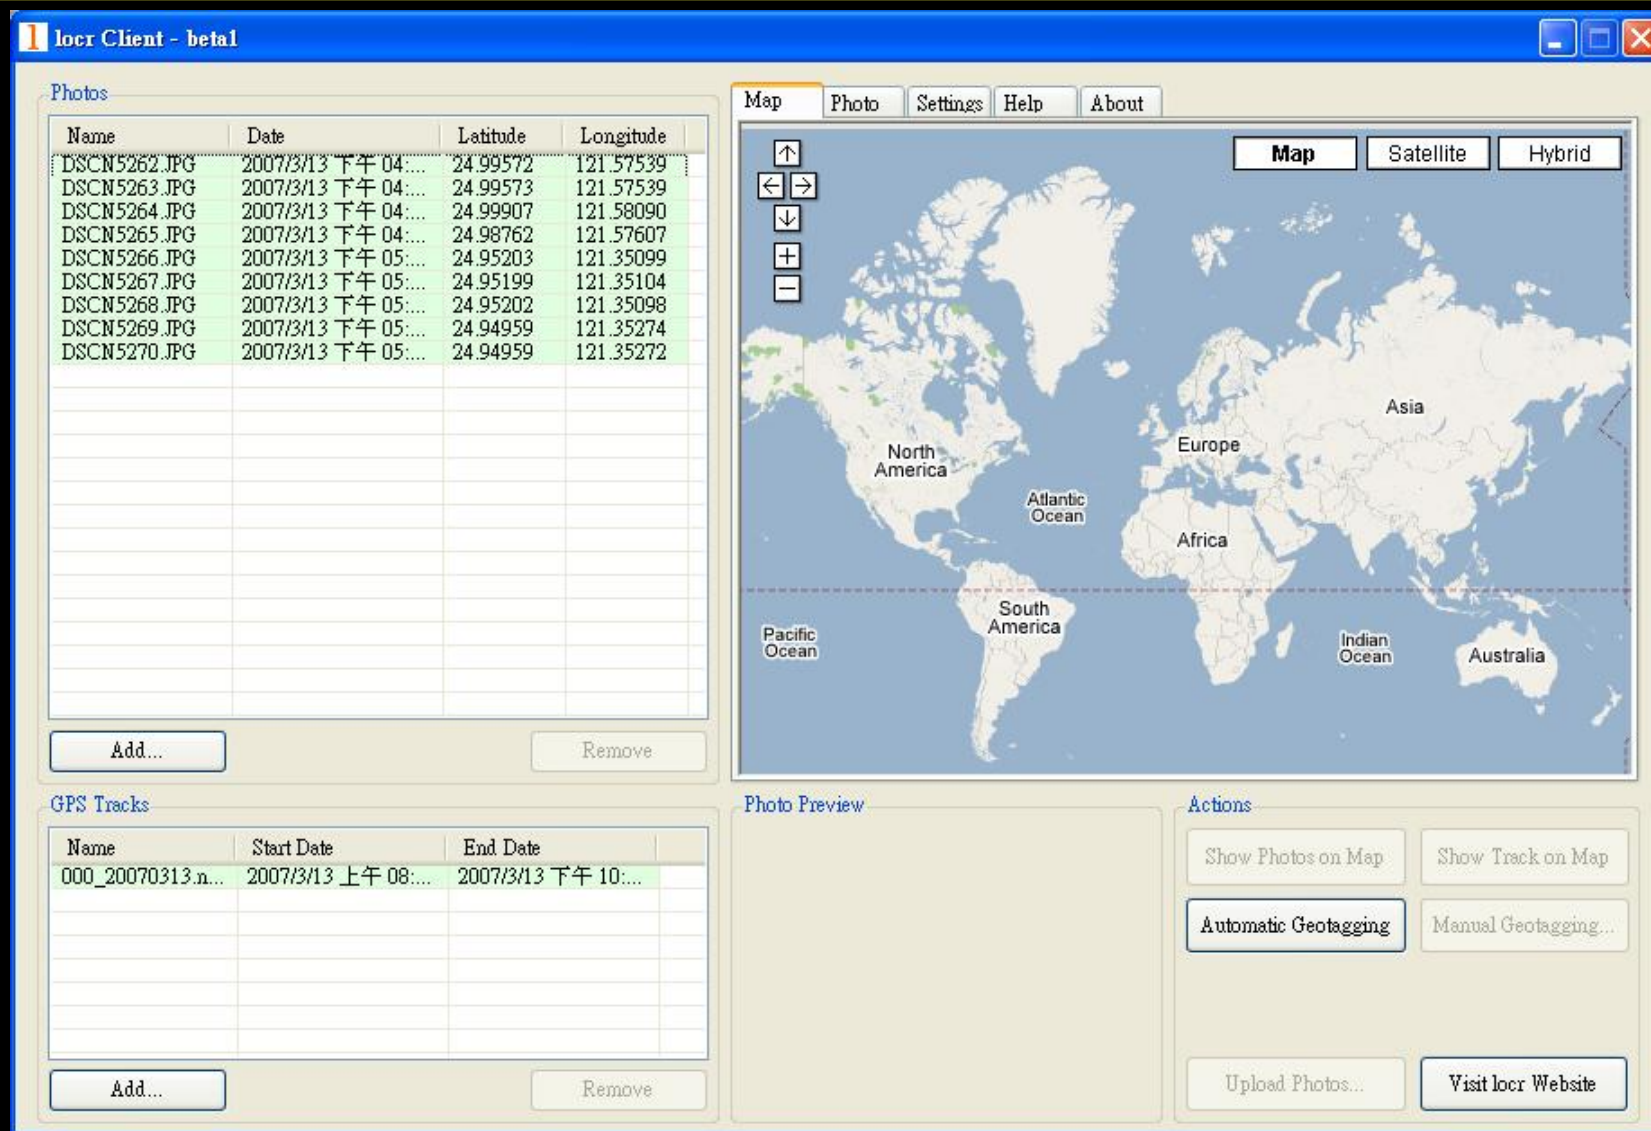 locr Client - beta1
Photos
Name Date Latitude Longitude
DSCN5262.JPG 2007/3/13 下午 04:... 24.99572 121.57539
DSCN5263.JPG 2007/3/13 下午 04:... 24.99573 121.57539
DSCN5264.JPG 2007/3/13 下午 04:... 24.99907 121.58090
DSCN5265.JPG 2007/3/13 下午 04:... 24.98762 121.57607
DSCN5266.JPG 2007/3/13 下午 05:... 24.95203 121.35099
DSCN5267.JPG 2007/3/13 下午 05:... 24.95199 121.35104
DSCN5268.JPG 2007/3/13 下午 05:... 24.95202 121.35098
DSCN5269.JPG 2007/3/13 下午 05:... 24.94959 121.35274
DSCN5270.JPG 2007/3/13 下午 05:... 24.94959 121.35272
Add... Remove
Map Photo Settings Help About
Map Satellite Hybrid
Asia
Europe
North
America
Atlantic
Ocean
Africa
South
America
Pacific
Ocean
Indian
Ocean
Australia
GPS Tracks
Name Start Date End Date
000_20070313.n... 2007/3/13 上午 08:... 2007/3/13 下午 10:...
Add... Remove
Photo Preview
Actions
Show Photos on Map Show Track on Map
Automatic Geotagging Manual Geotagging...
Upload Photos... Visit locr Website